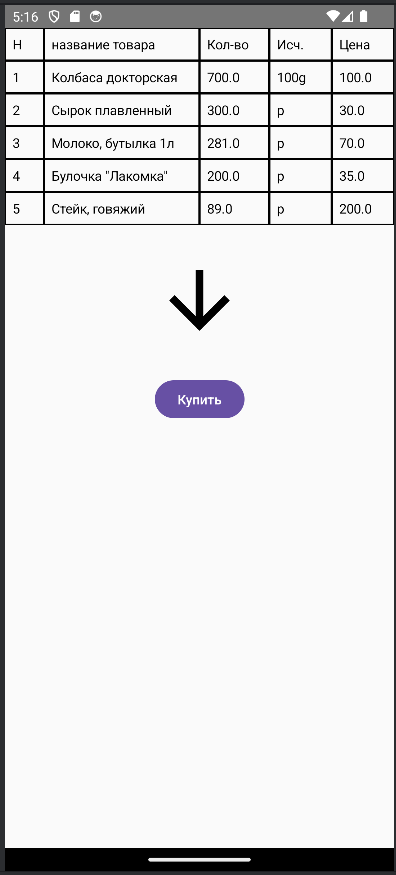 5:16
Н название товара Кол-во Исч. Цена
1 Колбаса докторская 700.0 100g 100.0
2 Сырок плавленный 300.0 p 30.0
3 Молоко, бутылка 1л 281.0 p 70.0
4 Булочка "Лакомка" 200.0 p 35.0
5 Стейк, говяжий 89.0 p 200.0
Купить